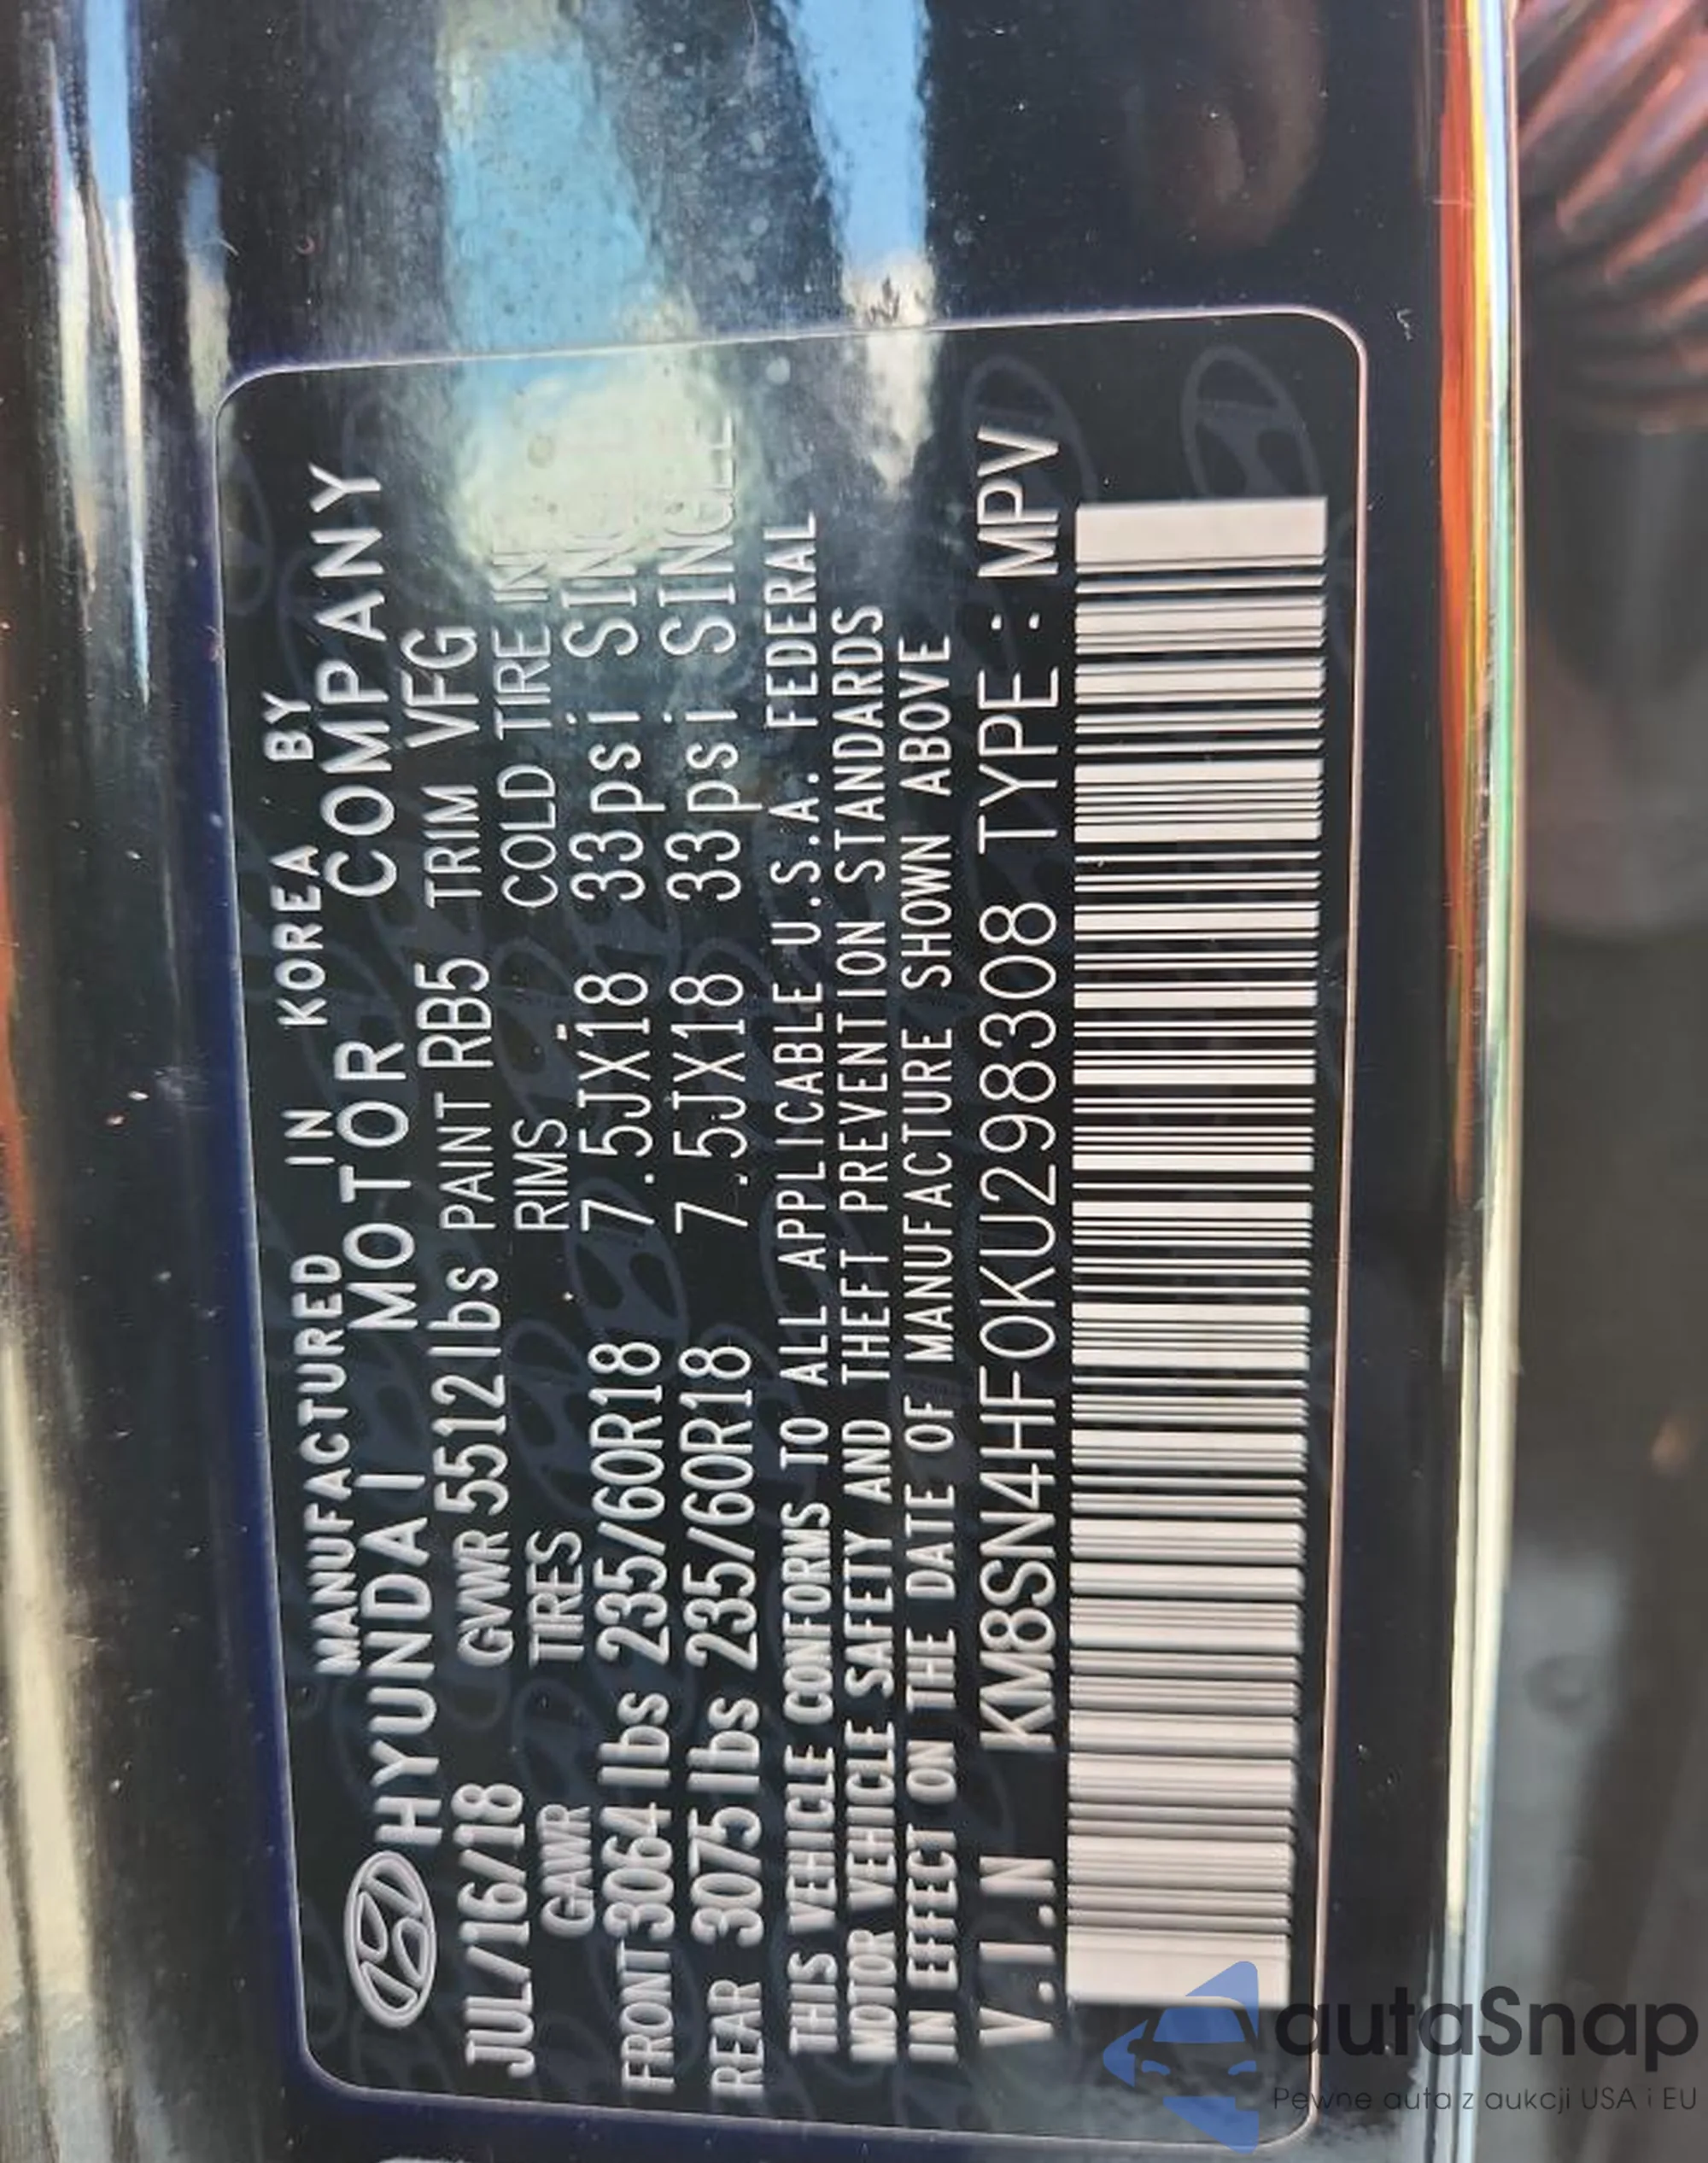 MANUFACTURED IN KOREA BY
HYUNDAI MOTOR COMPANY
JUL/16/18 GVWR 5512lbs PAINT RB5 TRIM VFG
GAWR TIRES RIMS COLD TIRE
FRONT 3064 lbs 235/60R18 7.5JX18 33psi
REAR 3075lbs 235/60R18 7.5JX18 33psi SINGLE
THIS VEHICLE CONFORMS TO ALL APPLICABLE U.S.A. FEDERAL
MOTOR VEHICLE SAFETY AND THEFT PREVENTION STANDARDS
IN EFFECT ON THE DATE OF MANUFACTURE SHOWN ABOVE
V.I.N KM8SN4HF0KU298308 TYPE : MPV
autaSnap
Pewne auta z aukcji USA i EU